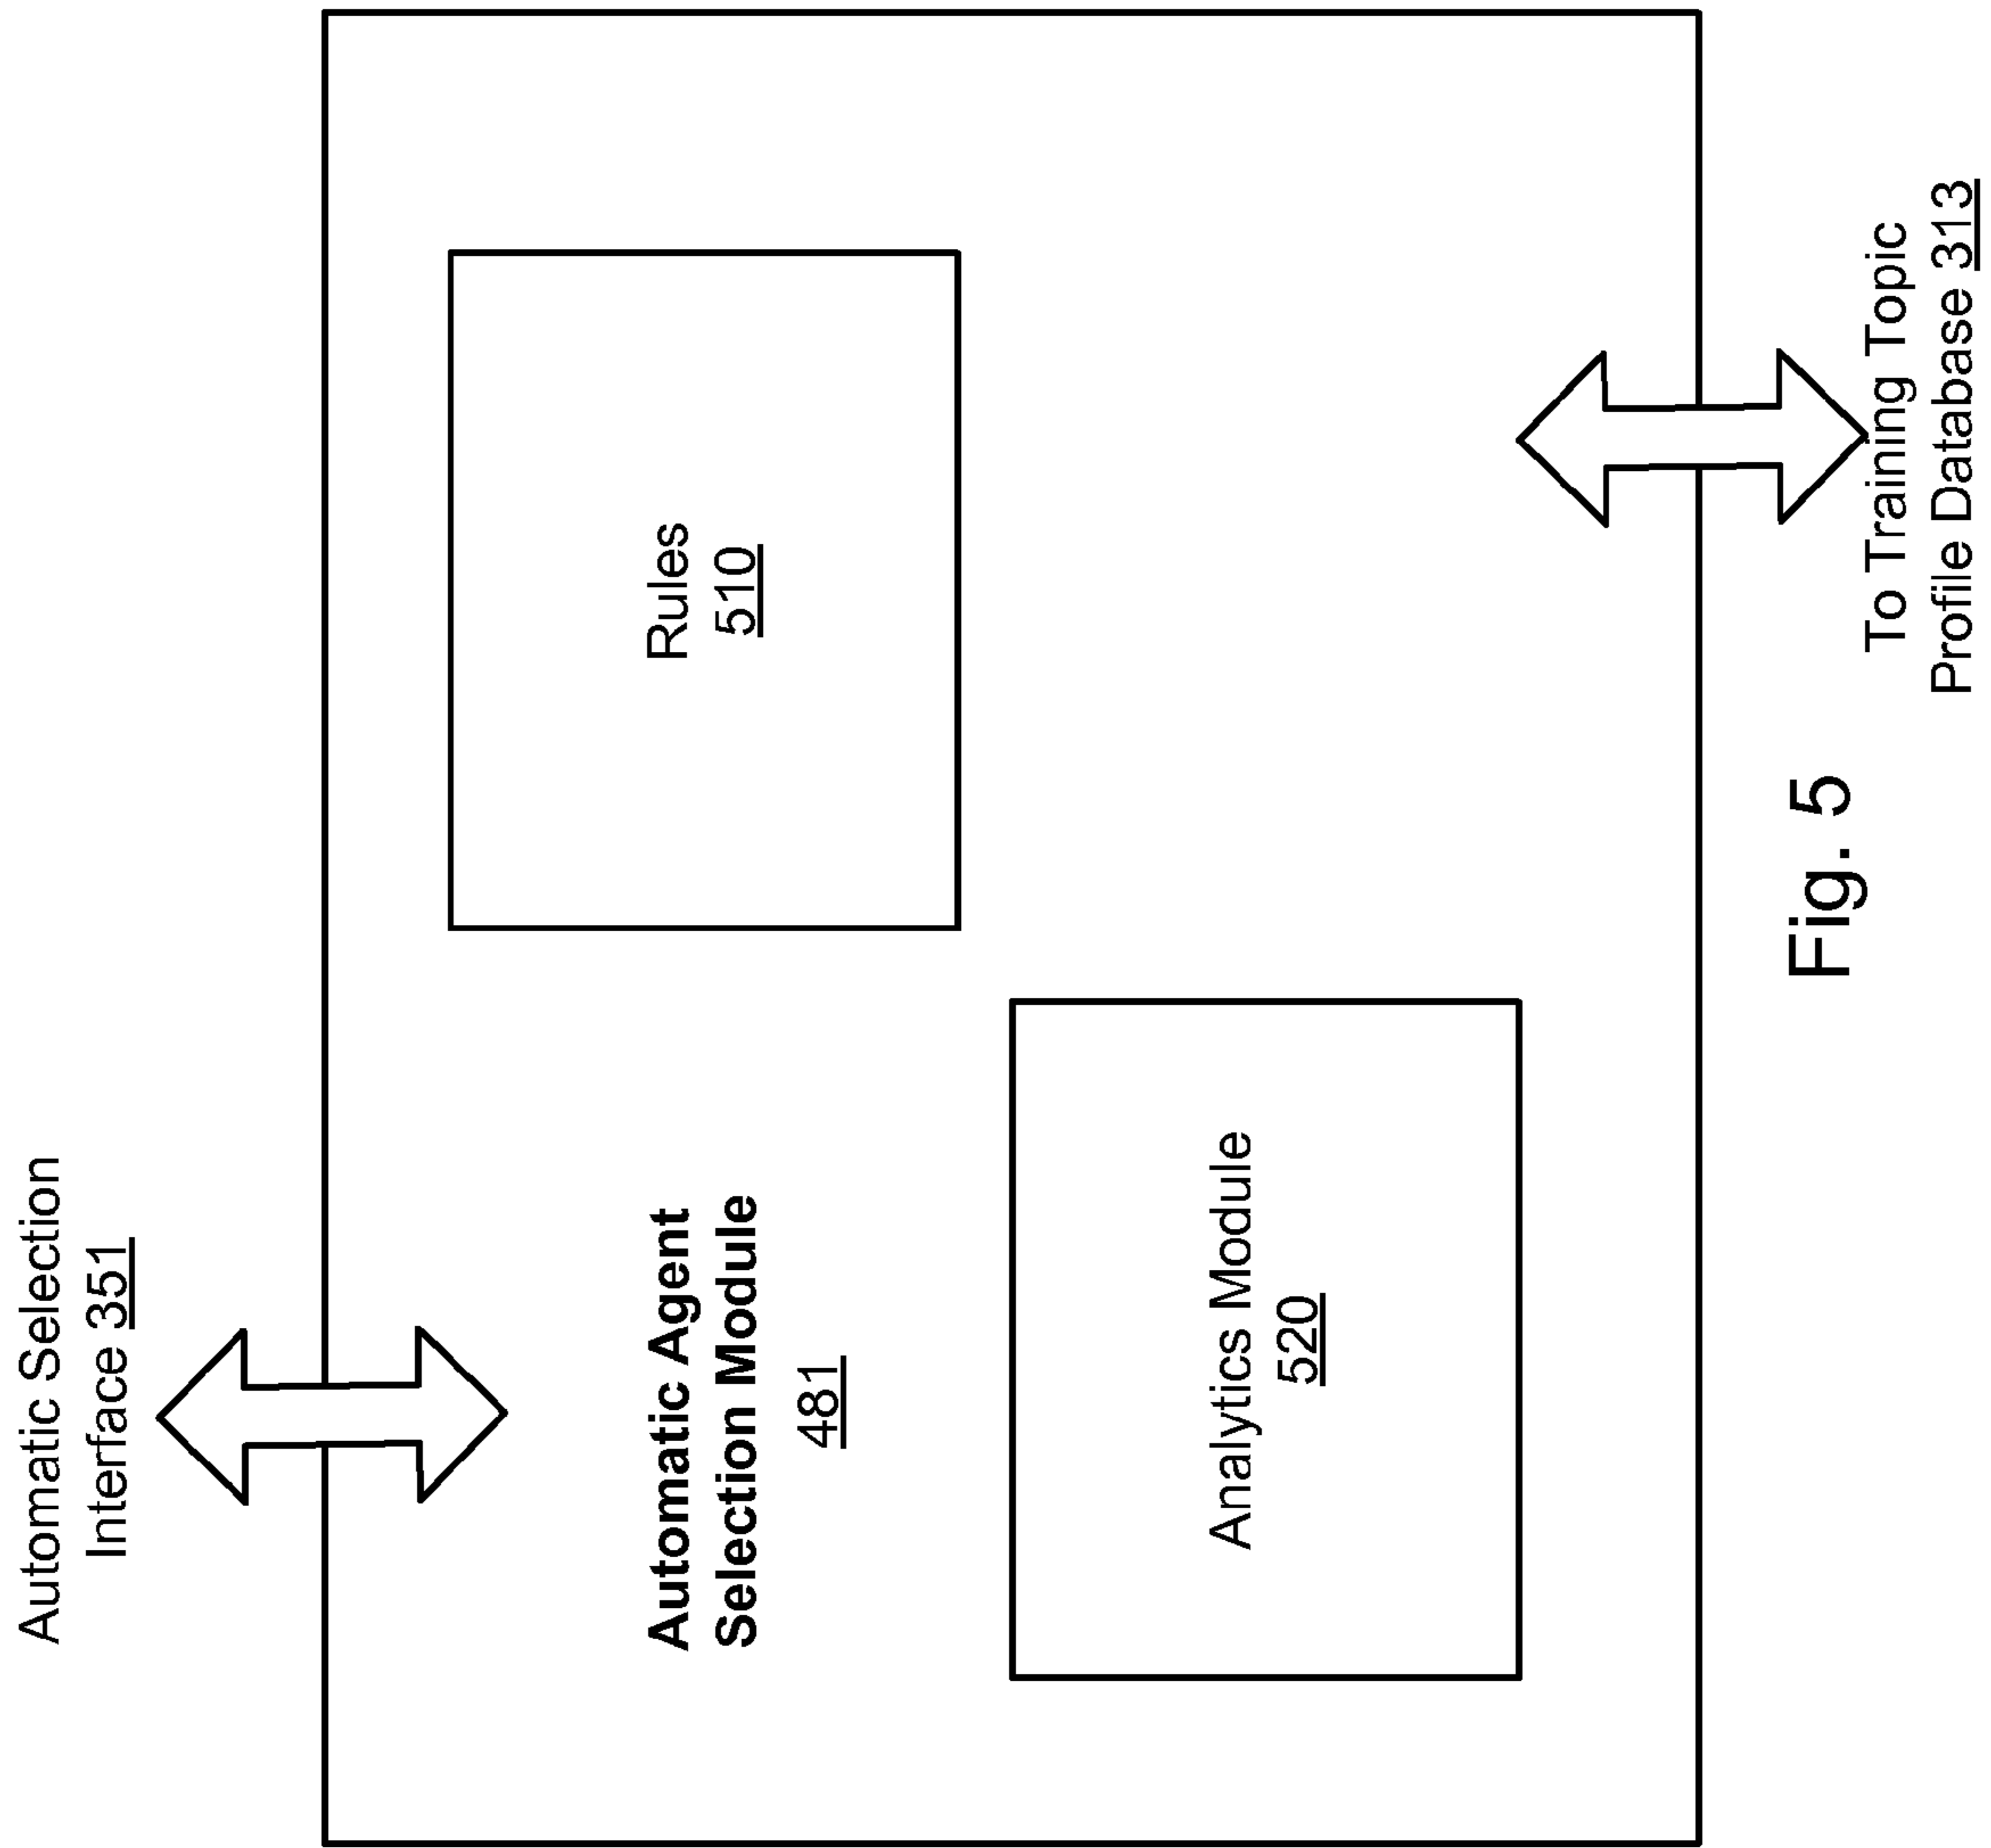 Automatic Selection
Interface 351
Automatic Agent
Selection Module
481
Rules
510
Analytics Module
520
To Training Topic
Profile Database 313
Fig. 5